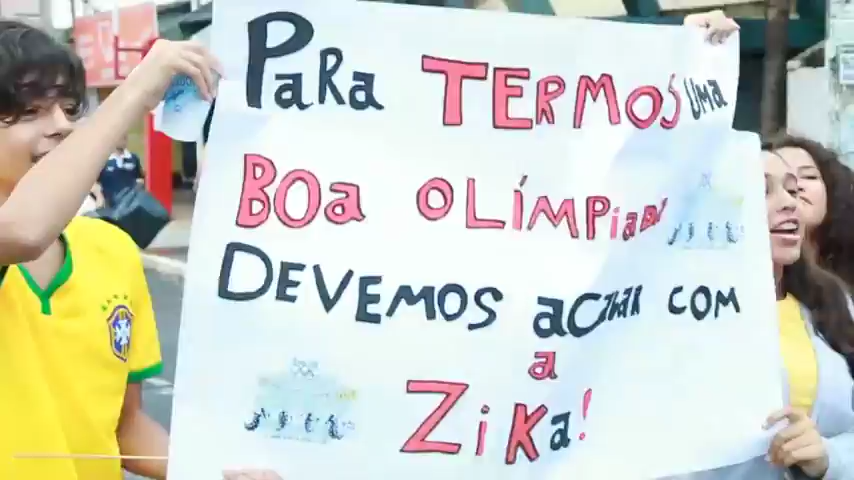 Para Termos uma
Boa Olímpiada
Devemos acabar com
a
Zika!